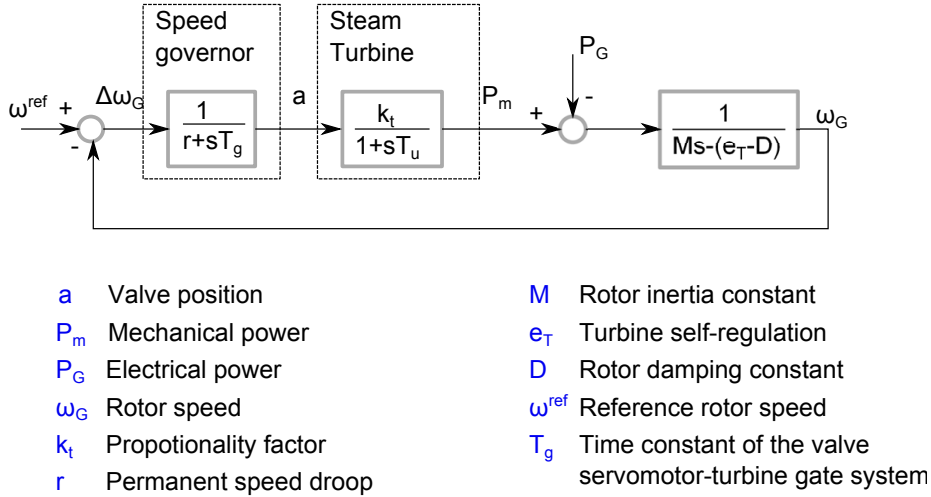 Speed
governor
Steam
Turbine
P_G
ω^ref
+
-
Δω_G
1
r+sT_g
a
k_t
1+sT_u
P_m
+
-
1
Ms-(e_T-D)
ω_G
a Valve position
P_m Mechanical power
P_G Electrical power
ω_G Rotor speed
k_t Propotionality factor
r Permanent speed droop
M Rotor inertia constant
e_T Turbine self-regulation
D Rotor damping constant
ω^ref Reference rotor speed
T_g Time constant of the valve
servomotor-turbine gate system